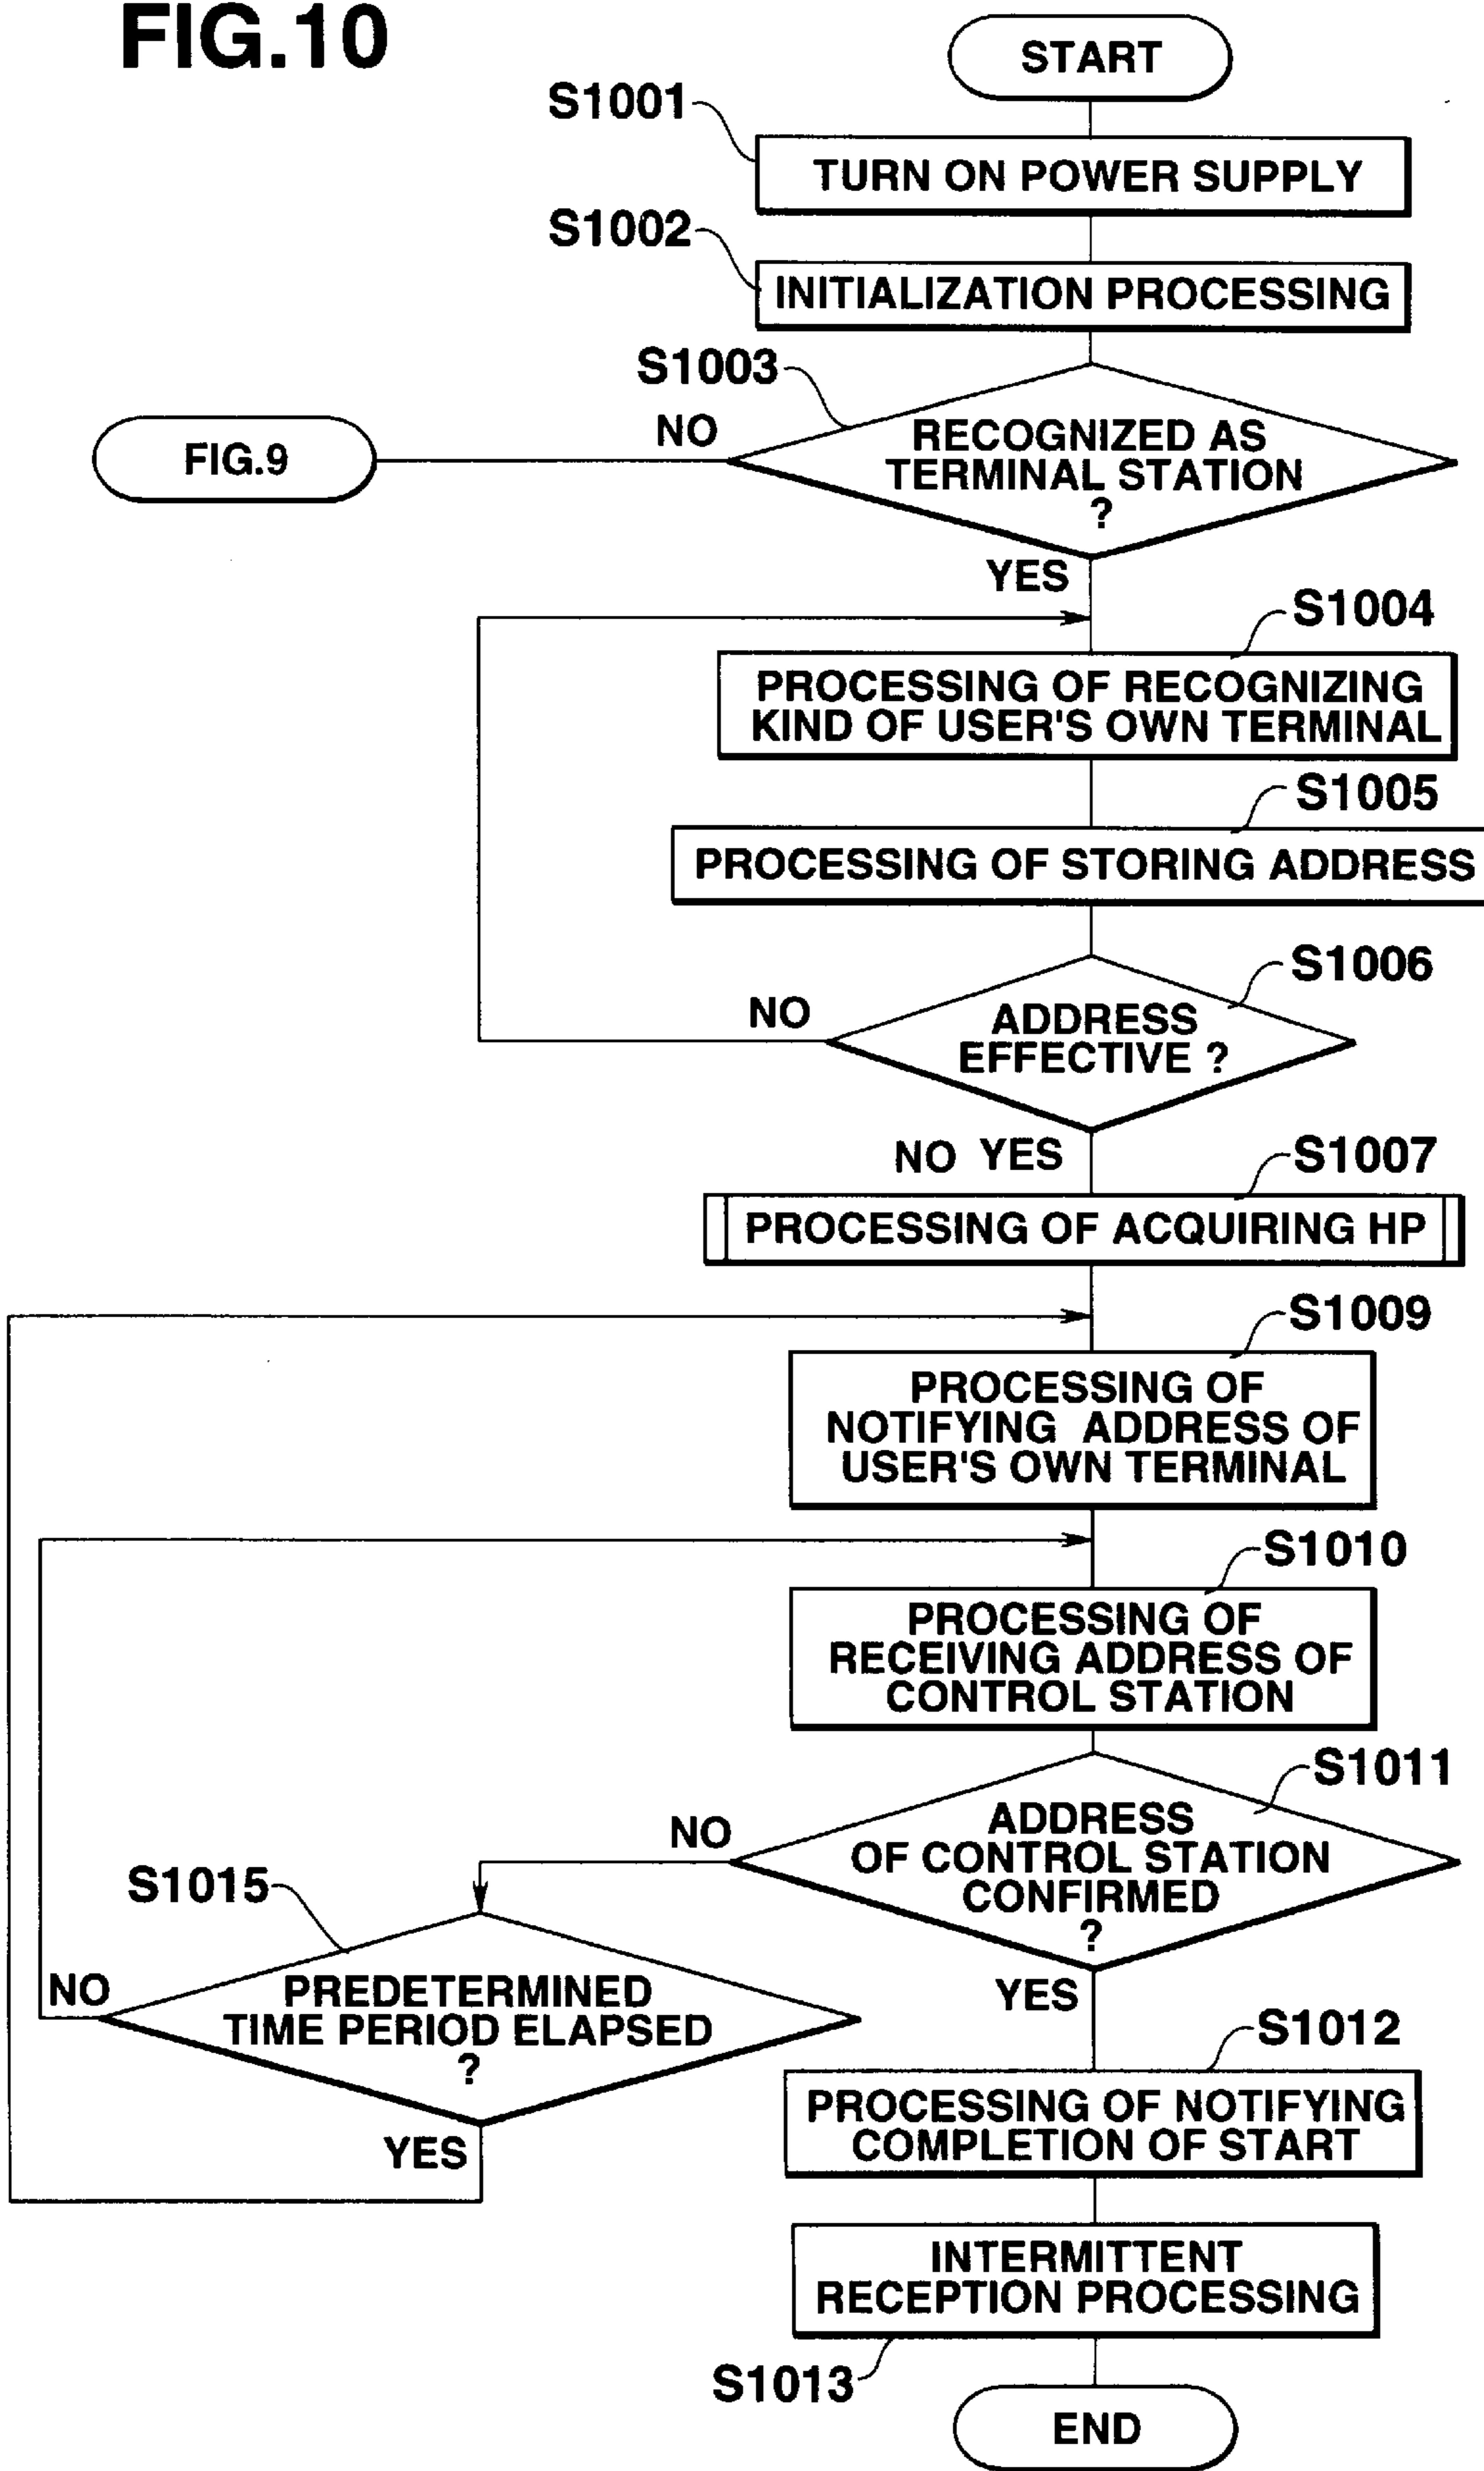 FIG.10
START
S1001
TURN ON POWER SUPPLY
S1002
INITIALIZATION PROCESSING
S1003
NO
FIG.9
RECOGNIZED AS
TERMINAL STATION
?
YES
S1004
PROCESSING OF RECOGNIZING
KIND OF USER'S OWN TERMINAL
S1005
PROCESSING OF STORING ADDRESS
S1006
NO
ADDRESS
EFFECTIVE ?
NO YES
S1007
PROCESSING OF ACQUIRING HP
S1009
PROCESSING OF
NOTIFYING ADDRESS OF
USER'S OWN TERMINAL
S1010
PROCESSING OF
RECEIVING ADDRESS OF
CONTROL STATION
S1011
NO
ADDRESS
OF CONTROL STATION
CONFIRMED
?
S1015
NO
PREDETERMINED
TIME PERIOD ELAPSED
?
YES
YES
S1012
PROCESSING OF NOTIFYING
COMPLETION OF START
INTERMITTENT
RECEPTION PROCESSING
S1013
END